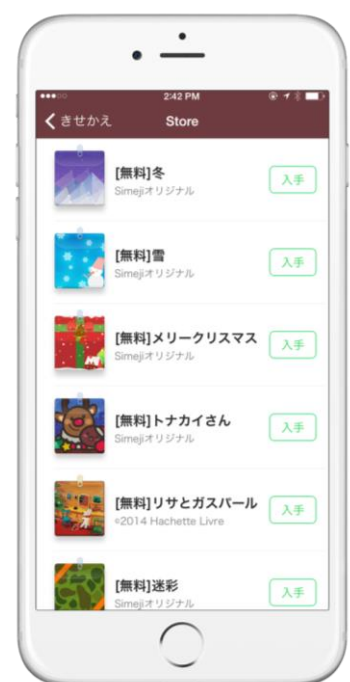 2:42 PM
きせかえ
Store
[無料]冬
Simejiオリジナル
入手
[無料]雪
Simejiオリジナル
入手
[無料]メリークリスマス
Simejiオリジナル
入手
[無料]トナカイさん
Simejiオリジナル
入手
[無料]リサとガスパール
©2014 Hachette Livre
入手
[無料]迷彩
Simejiオリジナル
入手